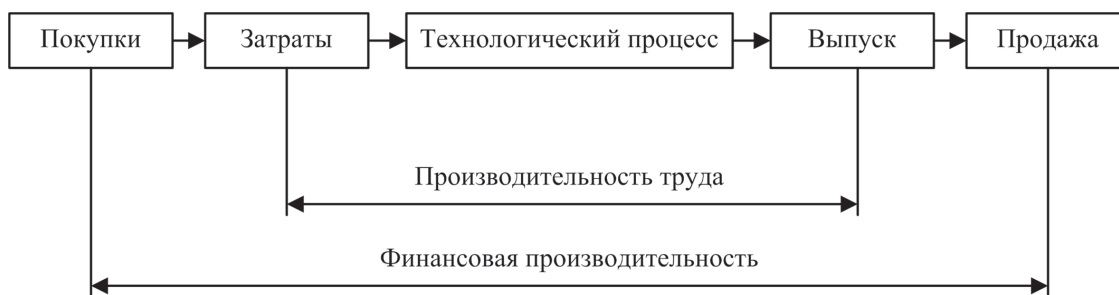 Покупки
Затраты
Технологический процесс
Выпуск
Продажа
Производительность труда
Финансовая производительность